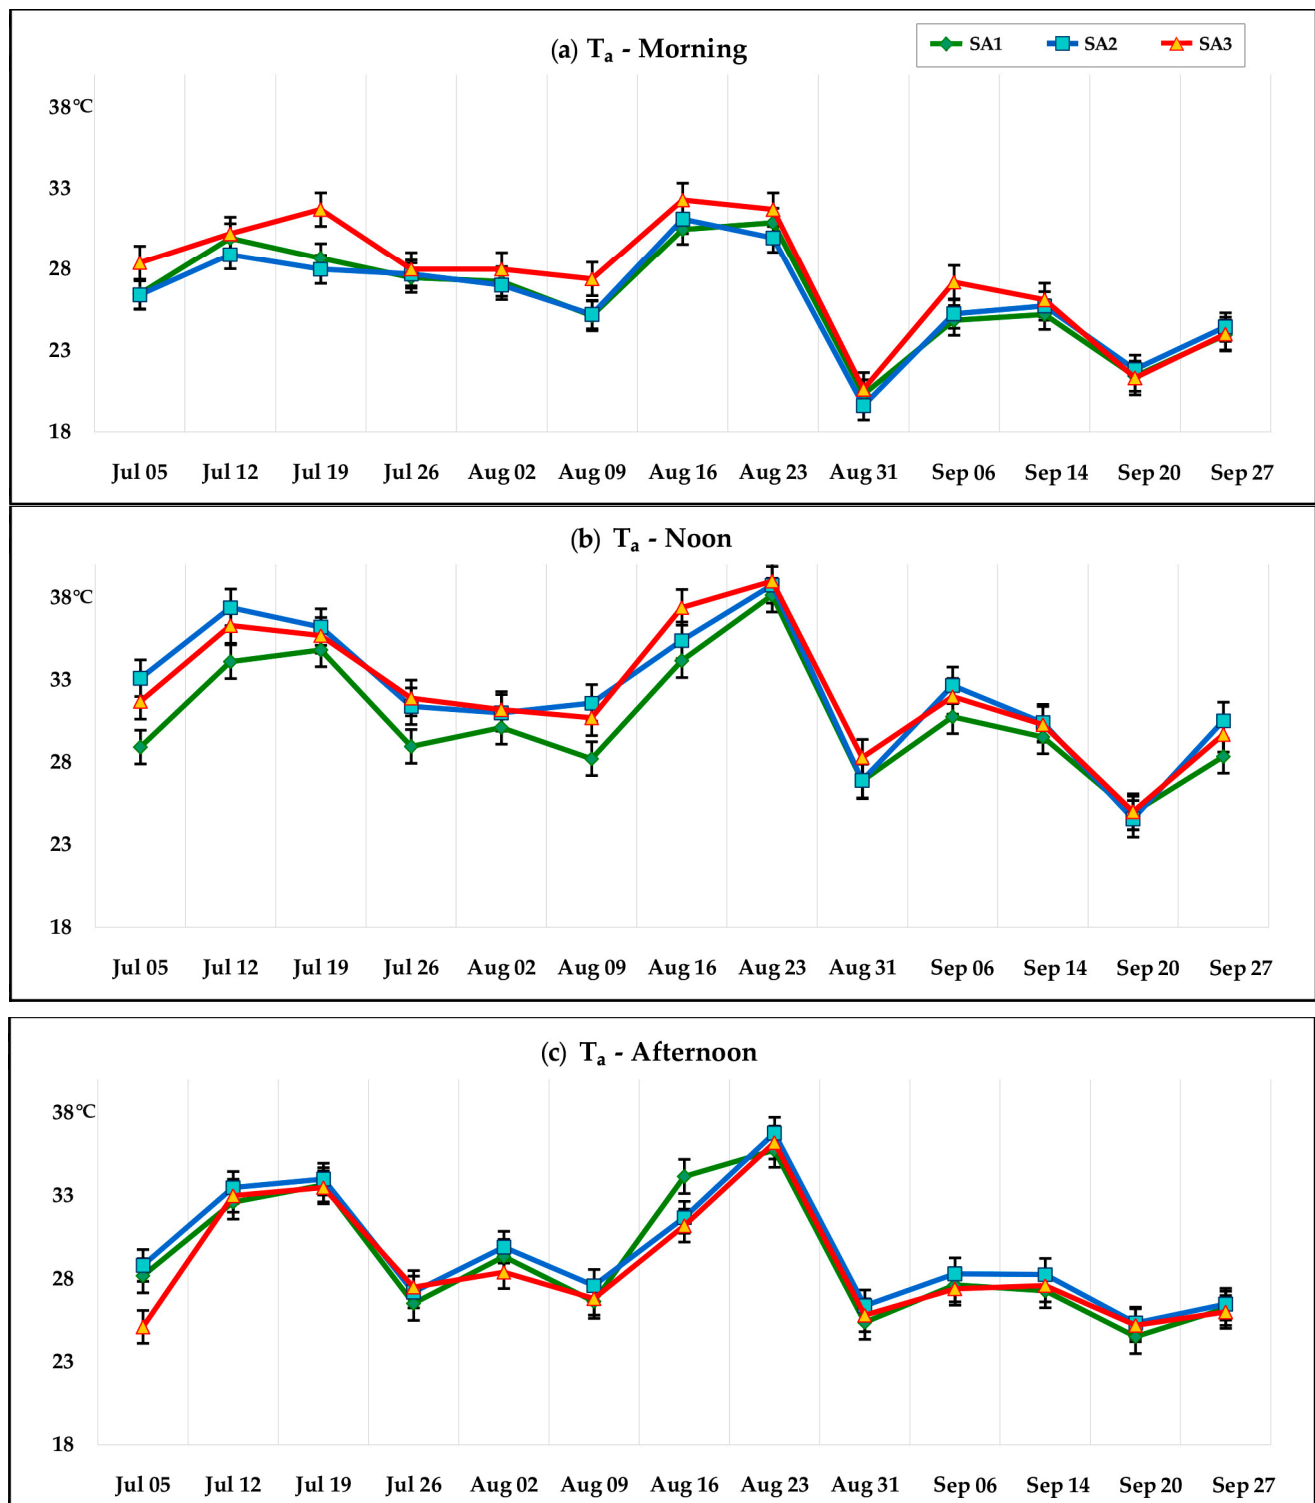 (a) Ta - Morning
SA1 SA2 SA3
38°C
33
28
23
18
Jul 05 Jul 12 Jul 19 Jul 26 Aug 02 Aug 09 Aug 16 Aug 23 Aug 31 Sep 06 Sep 14 Sep 20 Sep 27
(b) Ta - Noon
38°C
33
28
23
18
Jul 05 Jul 12 Jul 19 Jul 26 Aug 02 Aug 09 Aug 16 Aug 23 Aug 31 Sep 06 Sep 14 Sep 20 Sep 27
(c) Ta - Afternoon
38°C
33
28
23
18
Jul 05 Jul 12 Jul 19 Jul 26 Aug 02 Aug 09 Aug 16 Aug 23 Aug 31 Sep 06 Sep 14 Sep 20 Sep 27